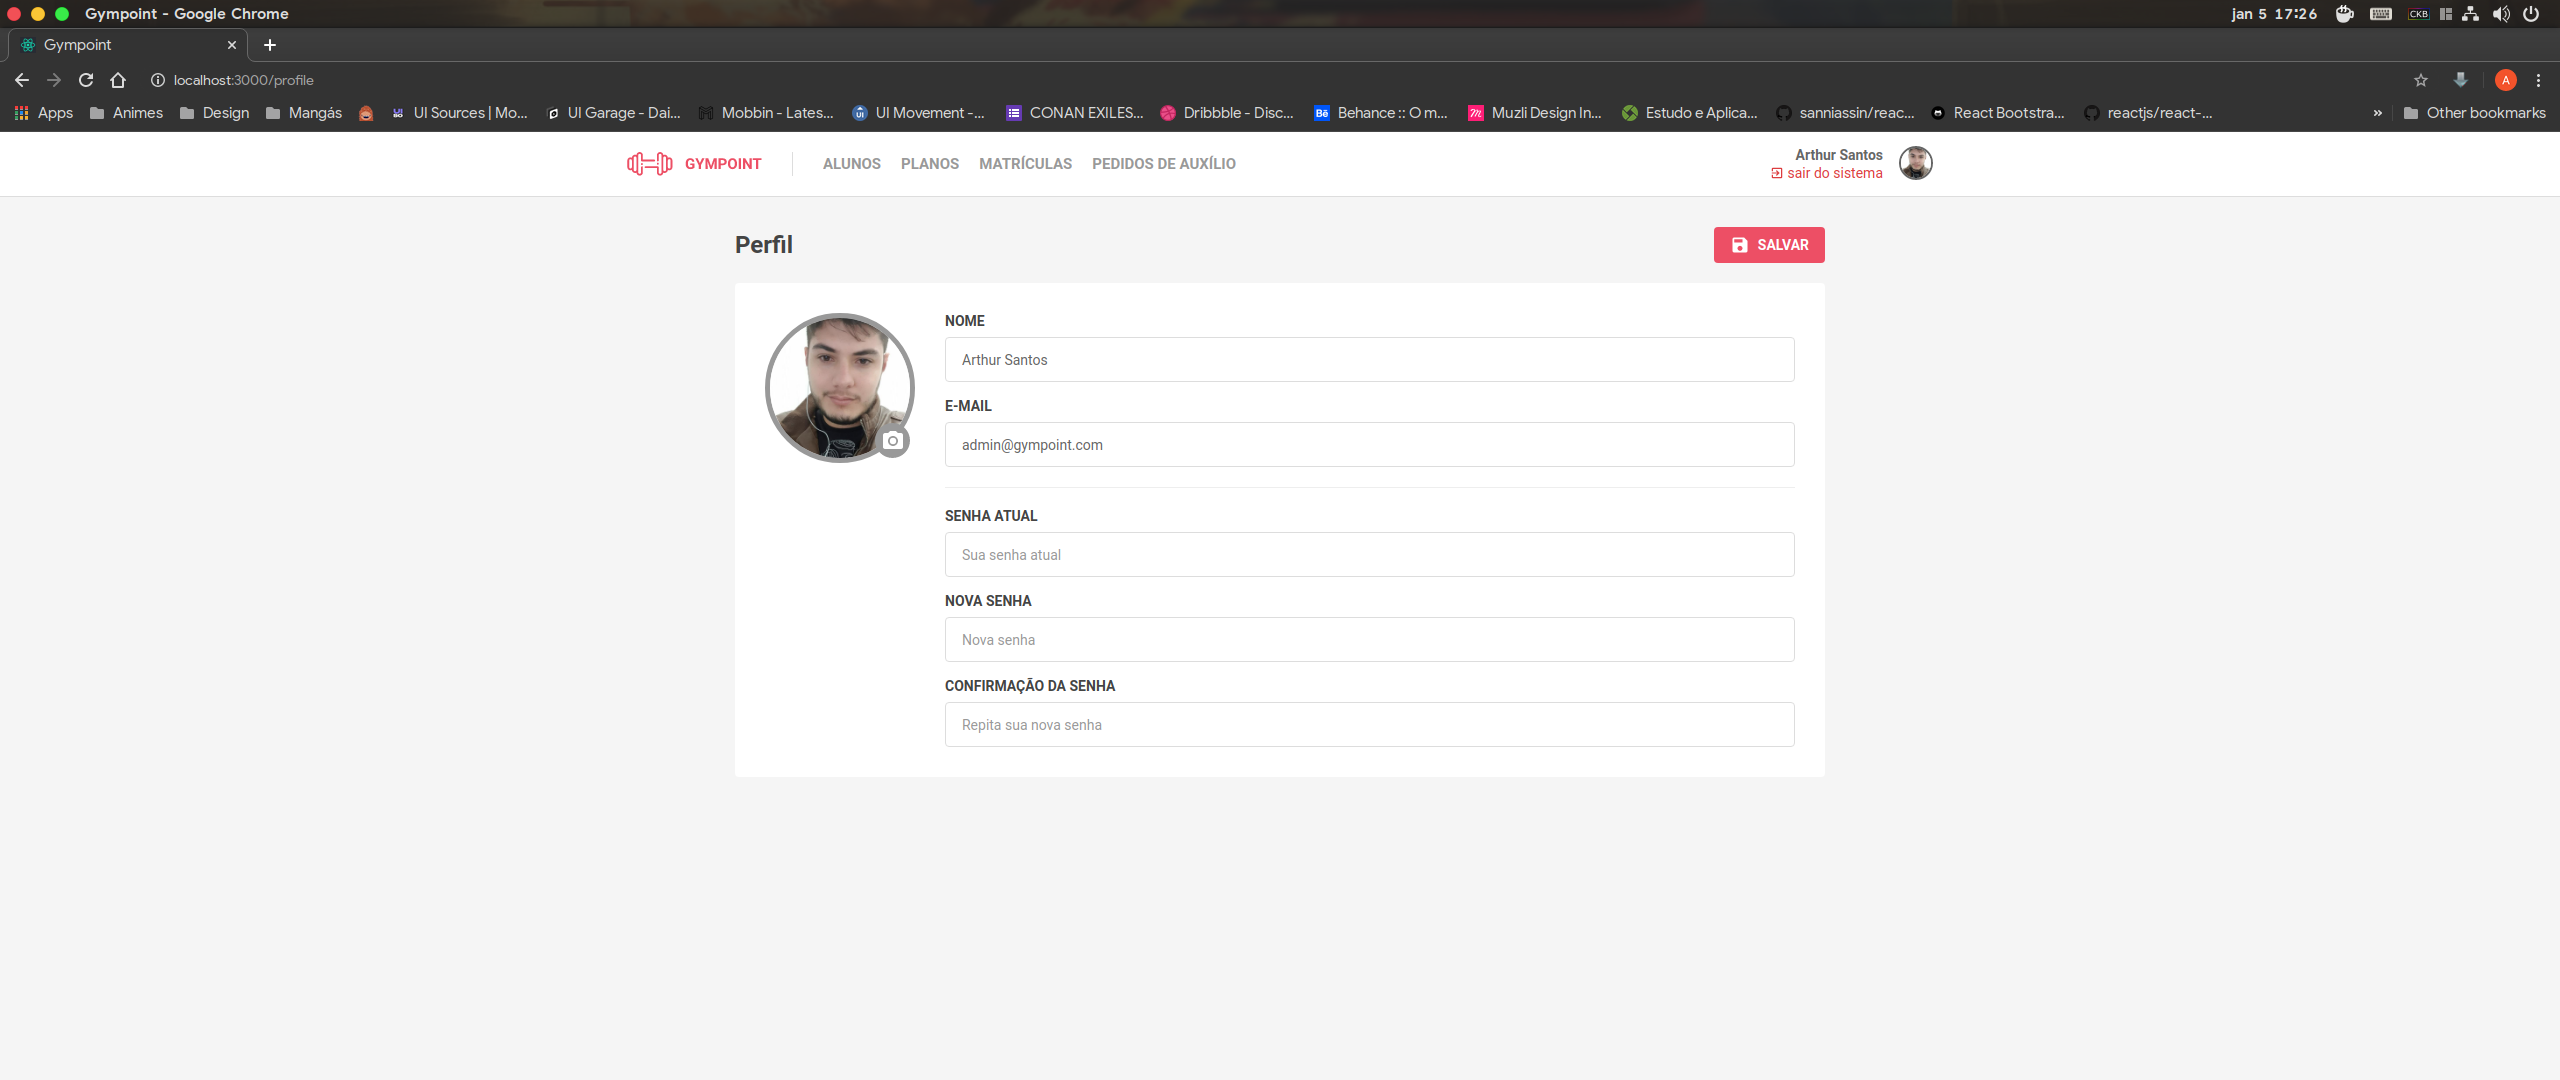 Gympoint - Google Chrome
jan 5 17:26
CKB
Gympoint
localhost:3000/profile
A
Apps
Animes
Design
Mangás
UI Sources | Mo...
UI Garage - Dai...
Mobbin - Lates...
UI Movement -...
CONAN EXILES...
Dribbble - Disc...
Behance :: O m...
Muzli Design In...
Estudo e Aplica...
sanniassin/reac...
React Bootstra...
reactjs/react-...
»
Other bookmarks
GYMPOINT
ALUNOS
PLANOS
MATRÍCULAS
PEDIDOS DE AUXÍLIO
Arthur Santos
sair do sistema
Perfil
SALVAR
NOME
Arthur Santos
E-MAIL
admin@gympoint.com
SENHA ATUAL
Sua senha atual
NOVA SENHA
Nova senha
CONFIRMAÇÃO DA SENHA
Repita sua nova senha